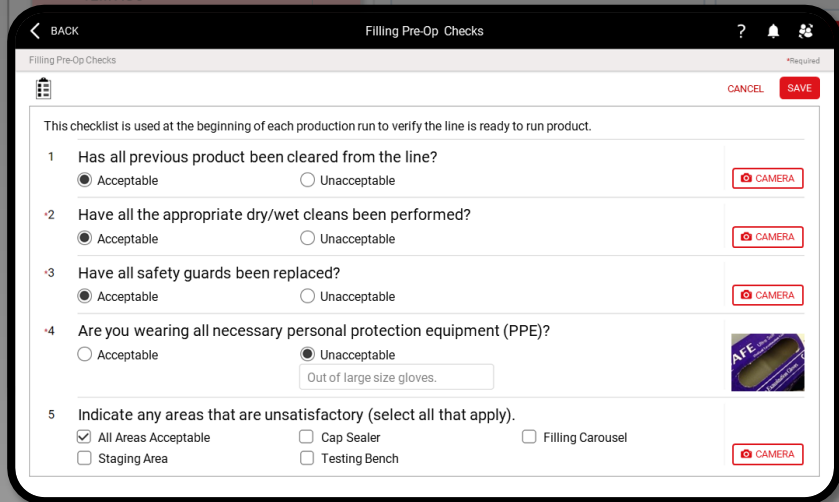 BACK
Filling Pre-Op Checks
?
Filling Pre-Op Checks
*Required
CANCEL
SAVE
This checklist is used at the beginning of each production run to verify the line is ready to run product.
1 Has all previous product been cleared from the line?
Acceptable Unacceptable
CAMERA
*2 Have all the appropriate dry/wet cleans been performed?
Acceptable Unacceptable
CAMERA
*3 Have all safety guards been replaced?
Acceptable Unacceptable
CAMERA
*4 Are you wearing all necessary personal protection equipment (PPE)?
Acceptable Unacceptable
Out of large size gloves.
5 Indicate any areas that are unsatisfactory (select all that apply).
All Areas Acceptable Cap Sealer Filling Carousel
Staging Area Testing Bench
CAMERA